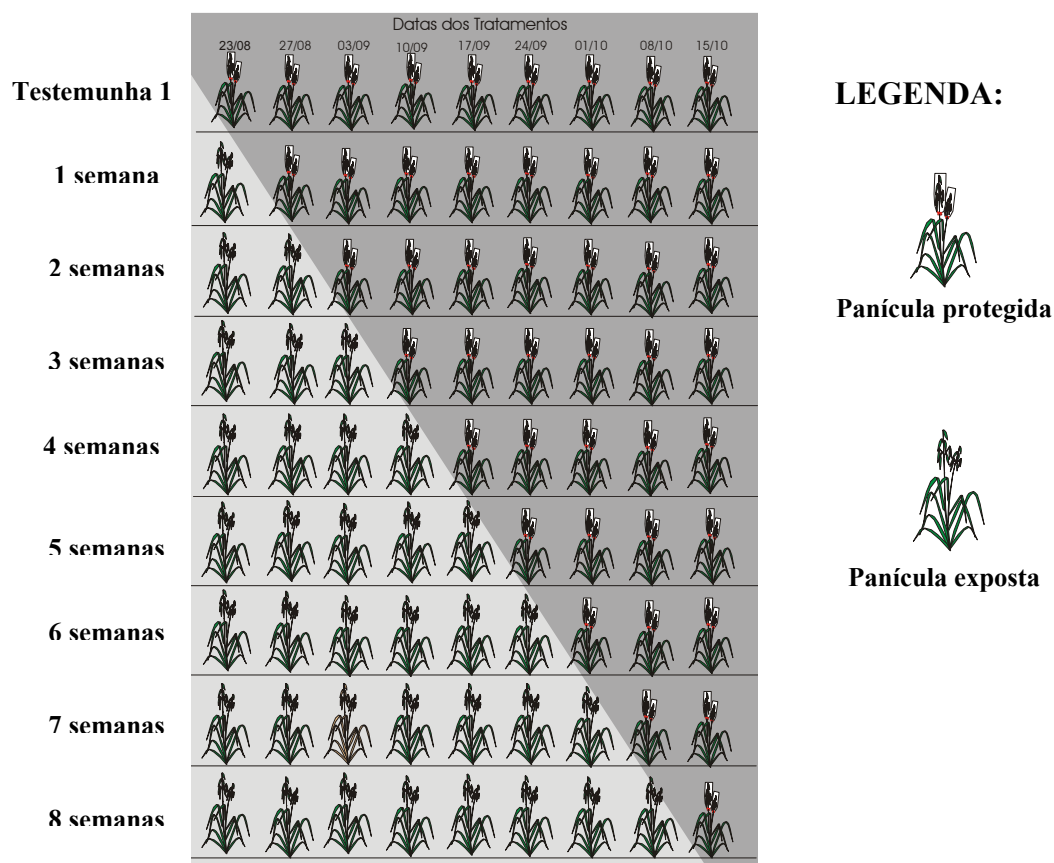 Datas dos Tratamentos
23/08 27/08 03/09 10/09 17/09 24/09 01/10 08/10 15/10
Testemunha 1
LEGENDA:
1 semana
2 semanas
Panícula protegida
3 semanas
4 semanas
5 semanas
Panícula exposta
6 semanas
7 semanas
8 semanas